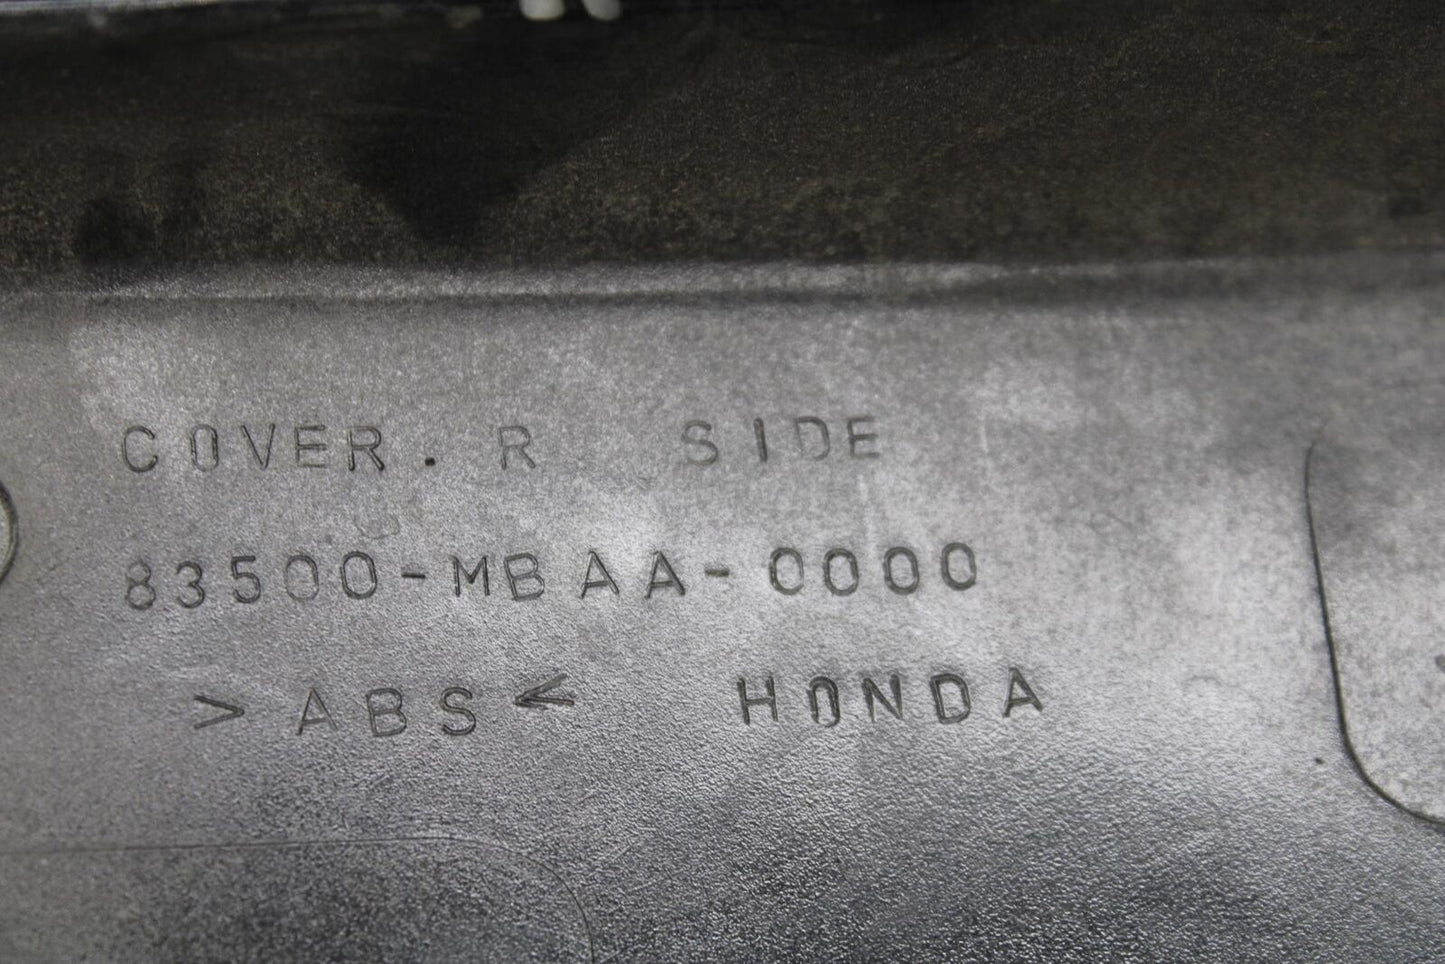 COVER. R SIDE
83500-MBAA-0000
>ABS< HONDA